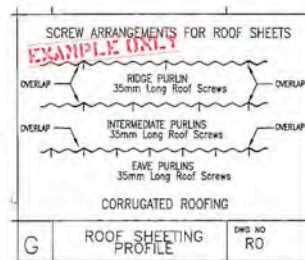 SCREW ARRANGEMENTS FOR ROOF SHEETS
EXAMPLE ONLY
OVERLAP
RIDGE PURLIN
35mm Long Roof Screws
OVERLAP
OVERLAP
INTERMEDIATE PURLINS
35mm Long Roof Screws
OVERLAP
EAVE PURLINS
35mm Long Roof Screws
CORRUGATED ROOFING
G
ROOF SHEETING
PROFILE
DWG NO
RO